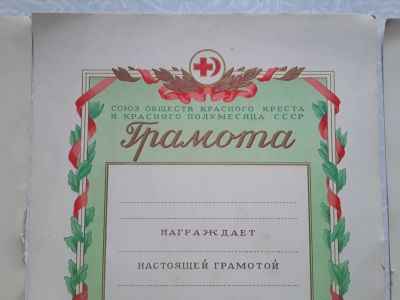 СОЮЗ ОБЩЕСТВ КРАСНОГО КРЕСТА
И КРАСНОГО ПОЛУМЕСЯЦА СССР
Грамота
НАГРАЖДАЕТ
НАСТОЯЩЕЙ ГРАМОТОЙ